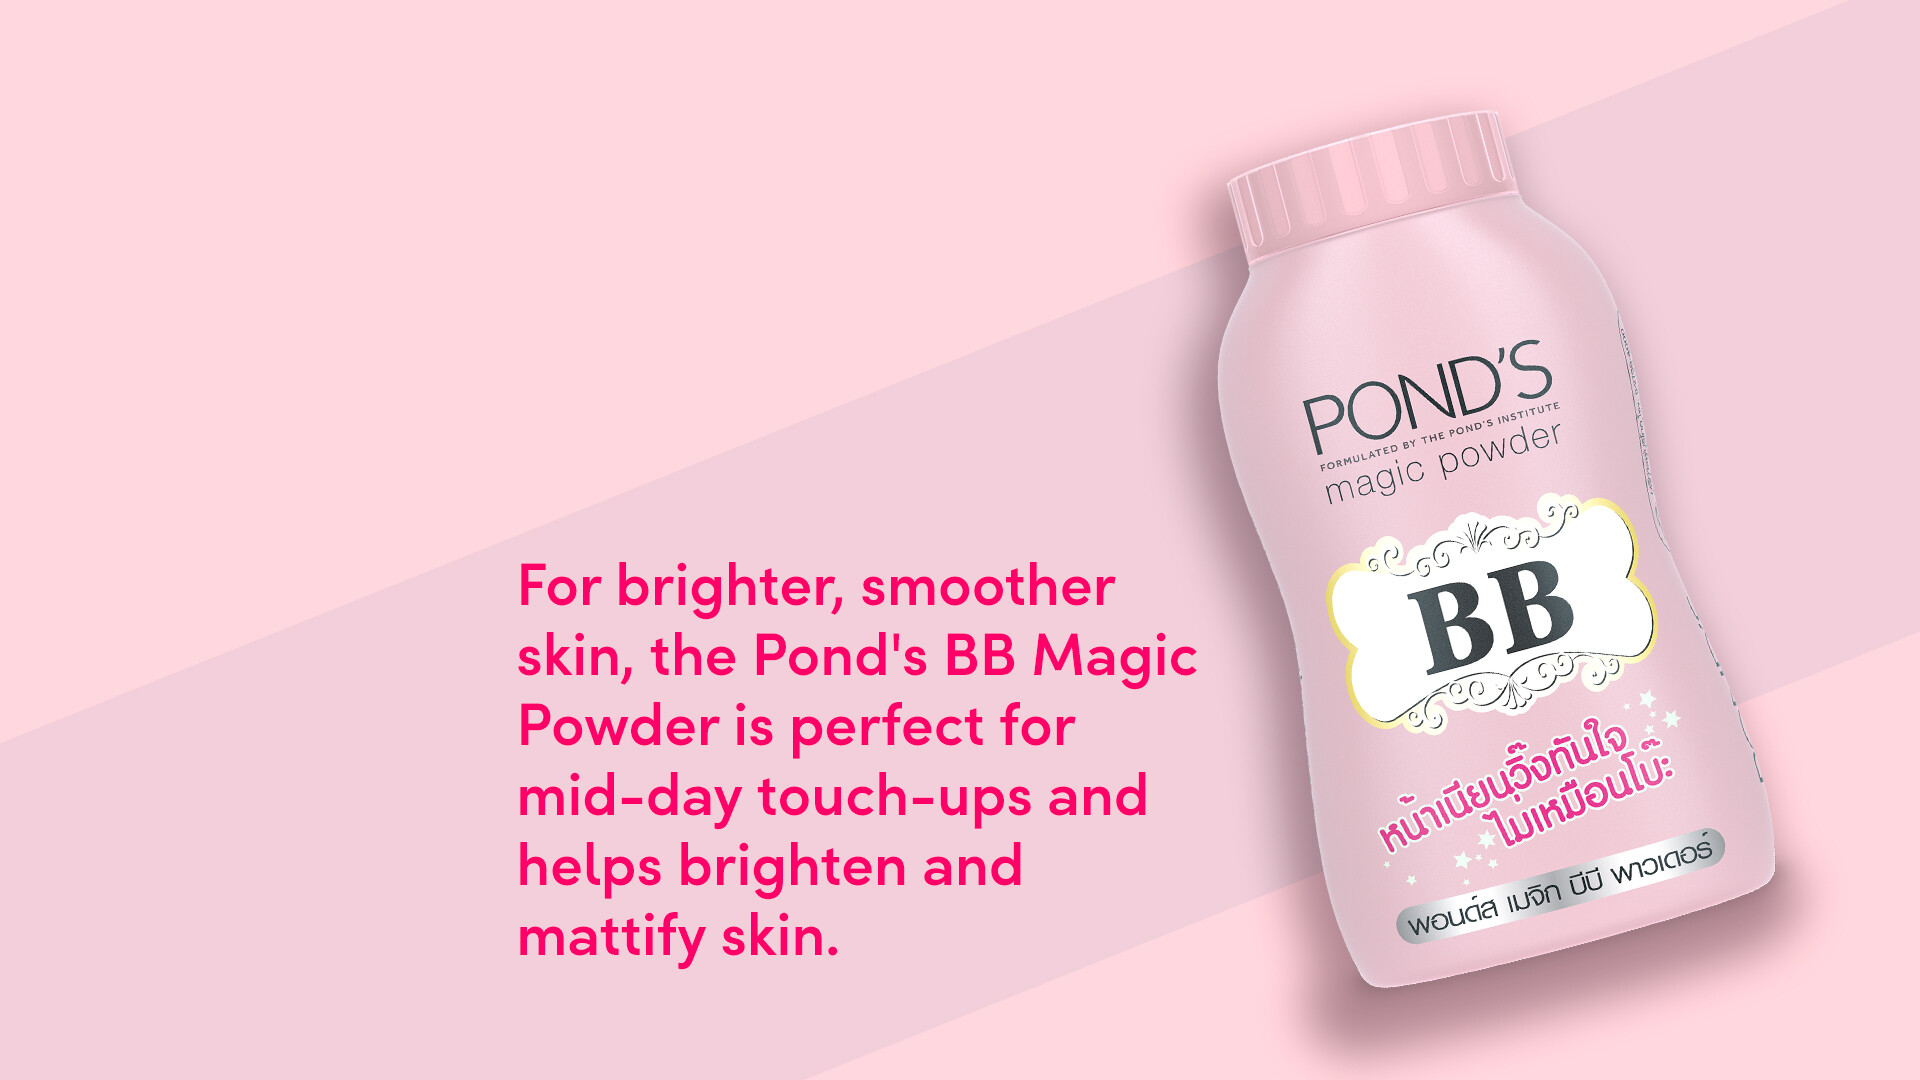 For brighter, smoother
skin, the Pond's BB Magic
Powder is perfect for
mid-day touch-ups and
helps brighten and
mattify skin.
POND'S
FORMULATED BY THE POND'S INSTITUTE
magic powder
BB
หน้าเนียนวิ๊งทันใจ
ไม่เหมือนโบ๊ะ
พอนด์ส เมจิก บีบี พาวเดอร์